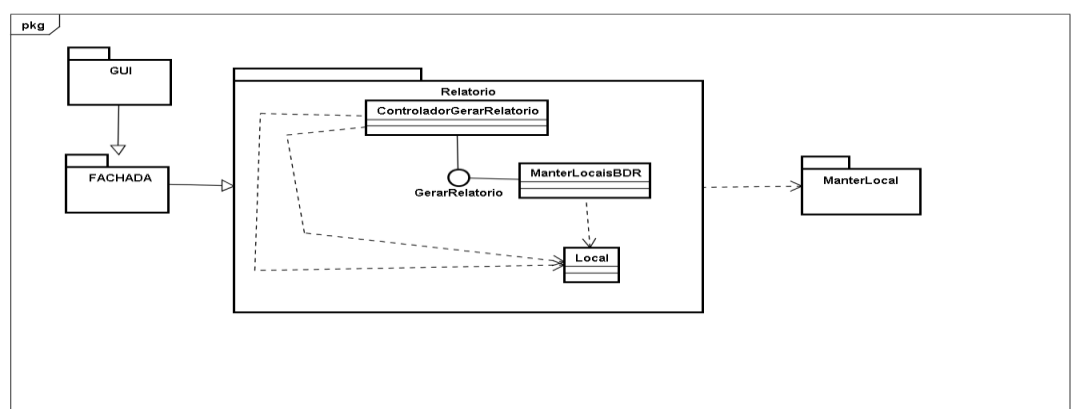 pkg
GUI
Relatorio
ControladorGerarRelatorio
FACHADA
ManterLocaisBDR
GerarRelatorio
ManterLocal
Local